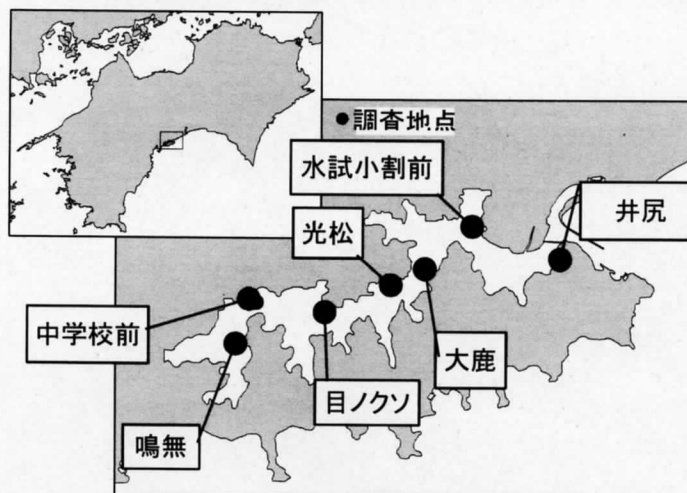 ●調査地点
水試小割前
井尻
光松
中学校前
大鹿
目ノクソ
鳴無